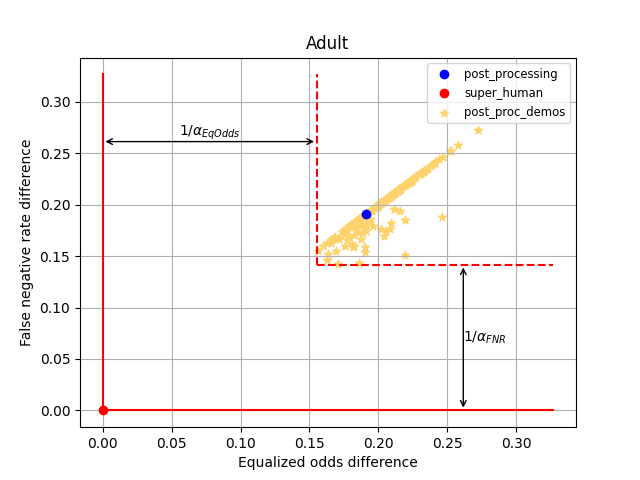 Adult
post_processing
super_human
post_proc_demos
1/α_EqOdds
1/α_FNR
False negative rate difference
0.30
0.25
0.20
0.15
0.10
0.05
0.00
0.00 0.05 0.10 0.15 0.20 0.25 0.30
Equalized odds difference